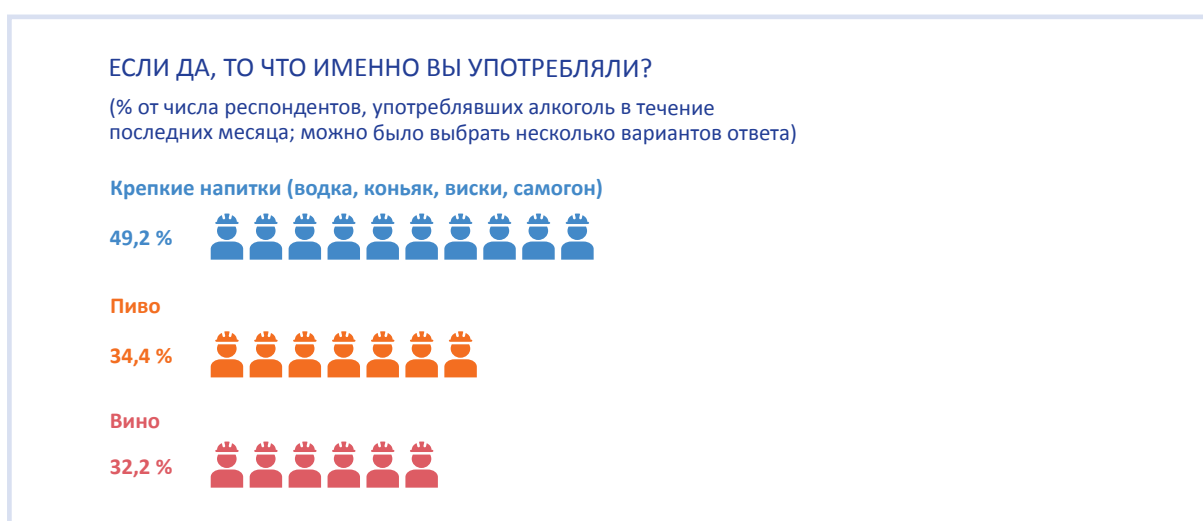 ЕСЛИ ДА, ТО ЧТО ИМЕННО ВЫ УПОТРЕБЛЯЛИ?
(% от числа респондентов, употреблявших алкоголь в течение
последних месяца; можно было выбрать несколько вариантов ответа)
Крепкие напитки (водка, коньяк, виски, самогон)
49,2 %
Пиво
34,4 %
Вино
32,2 %